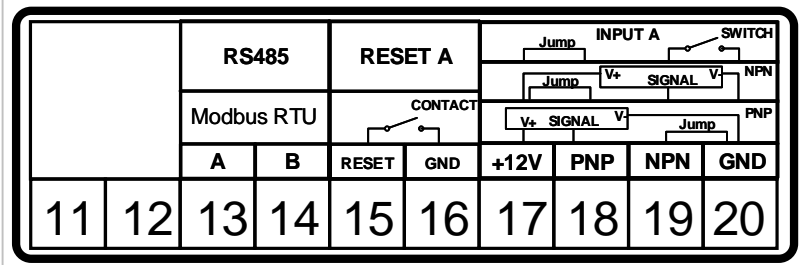 RS485
RESET A
INPUT A
Jump
SWITCH
Jump
V+
SIGNAL
V-
NPN
V+
SIGNAL
V-
Jump
PNP
Modbus RTU
CONTACT
A B RESET GND +12V PNP NPN GND
11 12 13 14 15 16 17 18 19 20